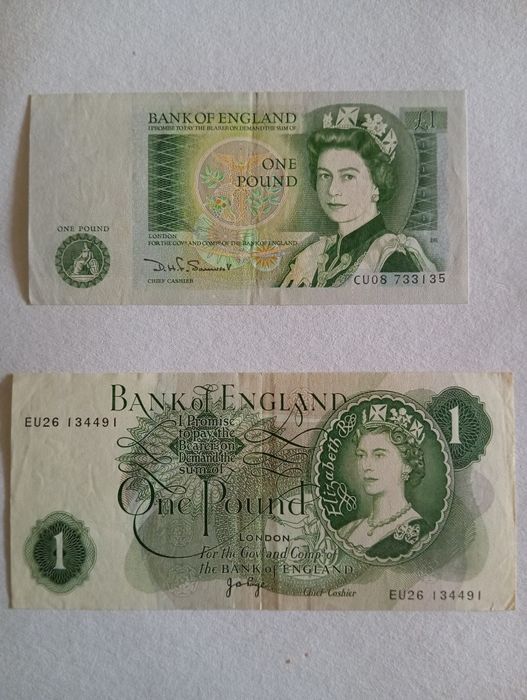 BANK OF ENGLAND
I PROMISE TO PAY THE BEARER ON DEMAND THE SUM OF
£1
ONE
POUND
ONE POUND
LONDON
FOR THE GOVR AND COMPA OF THE BANK OF ENGLAND
D.H.F. Somerset
CHIEF CASHIER
CU08 733135
BANK of ENGLAND
EU26 134491
I Promise
to pay the
Bearer on
Demand the
sum of
One Pound
Elizabeth R
1
LONDON
For the Govr and Compa of
the BANK of ENGLAND
1
Chief Cashier
EU26 134491